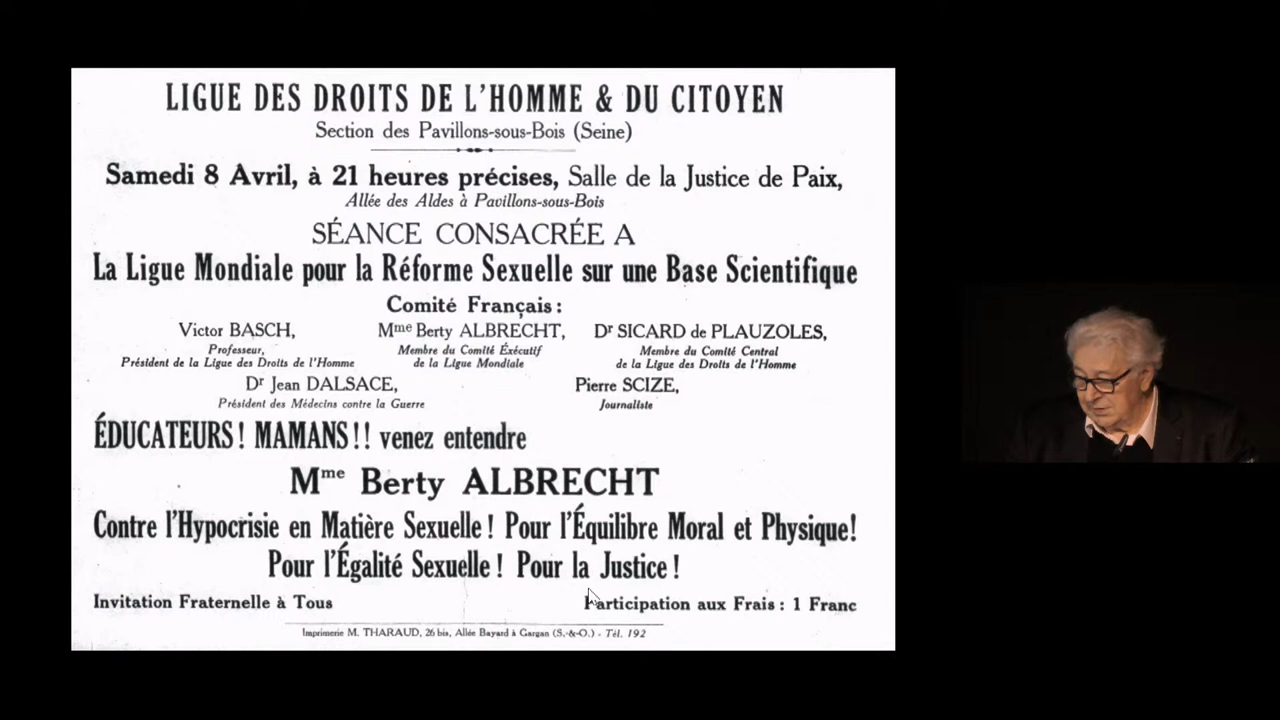 LIGUE DES DROITS DE L'HOMME & DU CITOYEN
Section des Pavillons-sous-Bois (Seine)
Samedi 8 Avril, à 21 heures précises, Salle de la Justice de Paix,
Allée des Aldes à Pavillons-sous-Bois
SÉANCE CONSACRÉE A
La Ligue Mondiale pour la Réforme Sexuelle sur une Base Scientifique
Comité Français :
Victor BASCH, Mme Berty ALBRECHT, Dr SICARD de PLAUZOLES,
Professeur, Membre du Comité Éxécutif Membre du Comité Central
Président de la Ligue des Droits de l'Homme de la Ligue Mondiale de la Ligue des Droits de l'Homme
Dr Jean DALSACE, Pierre SCIZE,
Président des Médecins contre la Guerre Journaliste
ÉDUCATEURS ! MAMANS !! venez entendre
Mme Berty ALBRECHT
Contre l'Hypocrisie en Matière Sexuelle ! Pour l'Équilibre Moral et Physique !
Pour l'Égalité Sexuelle ! Pour la Justice !
Invitation Fraternelle à Tous Participation aux Frais : 1 Franc
Imprimerie M. THARAUD, 26 bis, Allée Bayard à Gargan (S.-&-O.) - Tél. 192